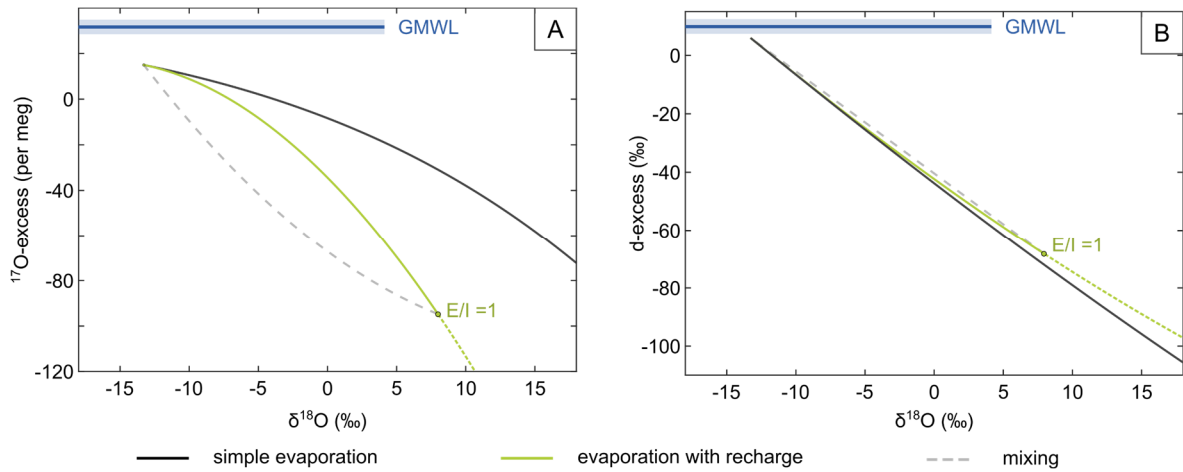 GMWL
A
¹⁷O-excess (per meg)
0
-40
-80
-120
E/I =1
-15
-10
-5
0
5
10
15
δ¹⁸O (‰)
GMWL
B
d-excess (‰)
0
-20
-40
-60
-80
-100
E/I =1
-15
-10
-5
0
5
10
15
δ¹⁸O (‰)
simple evaporation
evaporation with recharge
mixing